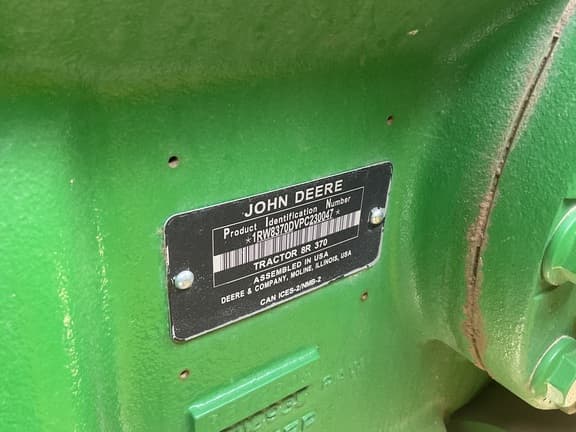 JOHN DEERE
Product Identification Number
*1RW8370DVPC230047*
TRACTOR 8R 370
ASSEMBLED IN USA
DEERE & COMPANY, MOLINE, ILLINOIS, USA
CAN ICES-2/NMB-2